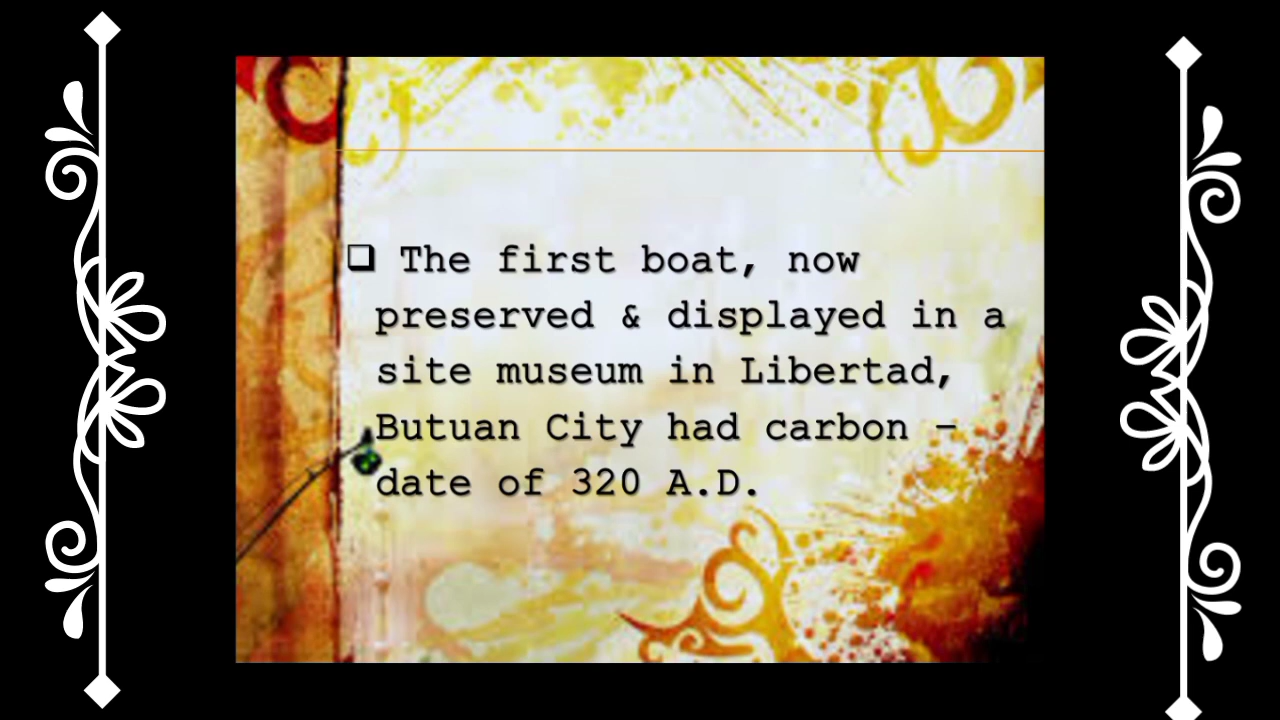 ❑ The first boat, now
preserved & displayed in a
site museum in Libertad,
Butuan City had carbon –
date of 320 A.D.